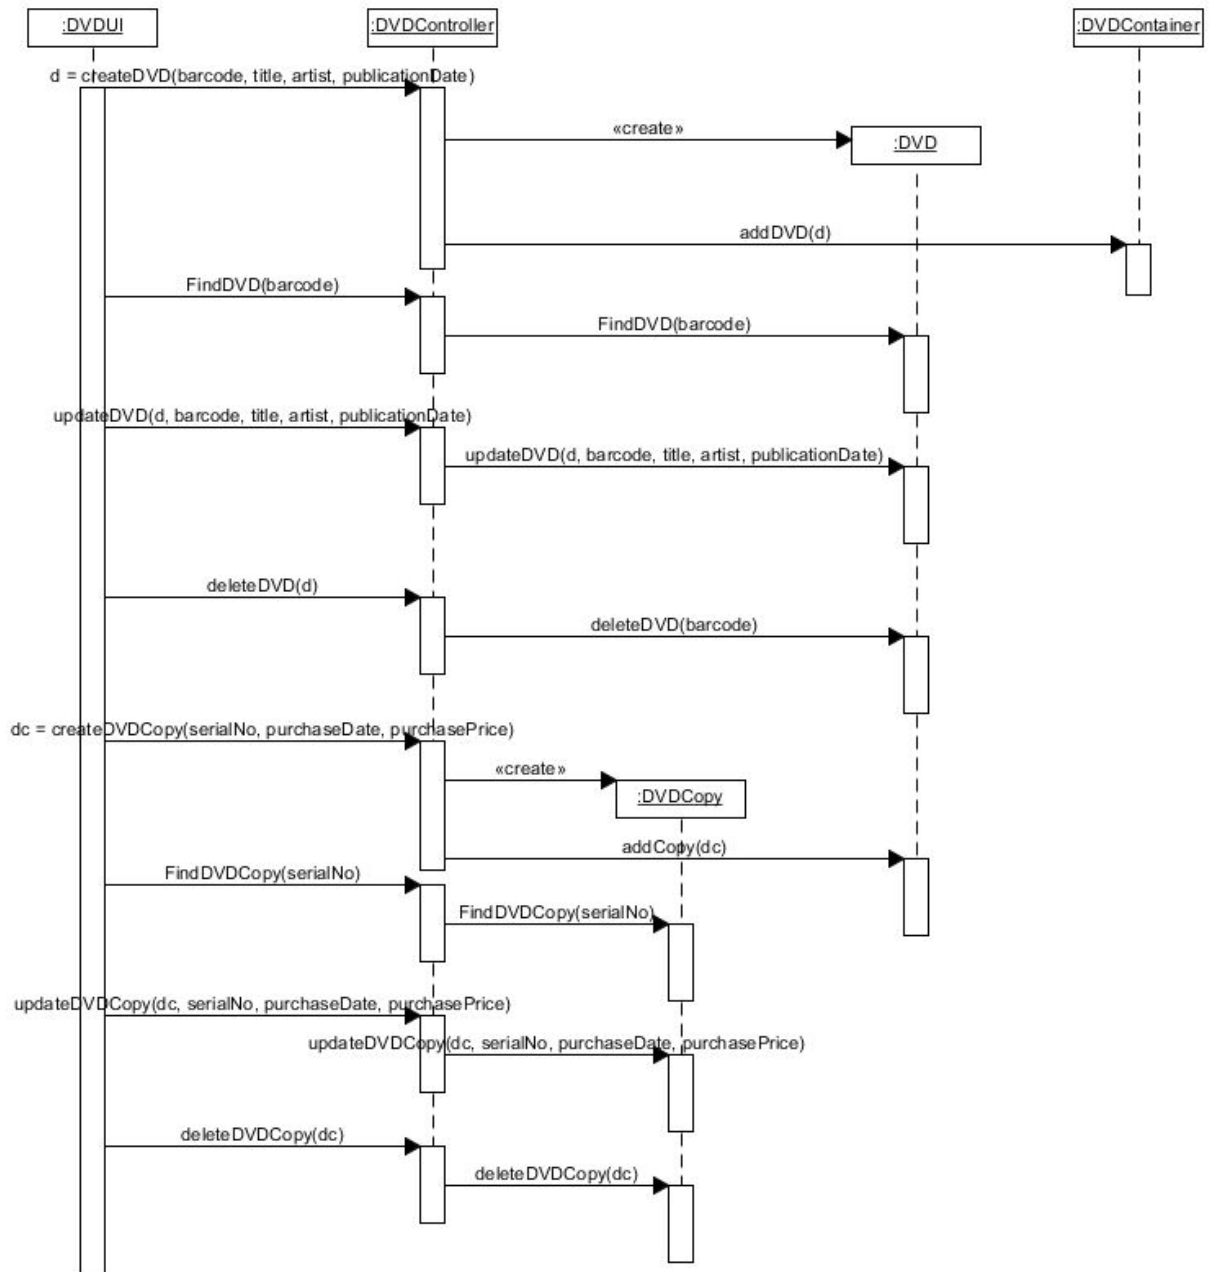 :DVDUI
:DVDController
:DVDContainer
d = createDVD(barcode, title, artist, publicationDate)
«create»
:DVD
addDVD(d)
FindDVD(barcode)
FindDVD(barcode)
updateDVD(d, barcode, title, artist, publicationDate)
updateDVD(d, barcode, title, artist, publicationDate)
deleteDVD(d)
deleteDVD(barcode)
dc = createDVDCopy(serialNo, purchaseDate, purchasePrice)
«create»
:DVDCopy
addCopy(dc)
FindDVDCopy(serialNo)
FindDVDCopy(serialNo)
updateDVDCopy(dc, serialNo, purchaseDate, purchasePrice)
updateDVDCopy(dc, serialNo, purchaseDate, purchasePrice)
deleteDVDCopy(dc)
deleteDVDCopy(dc)